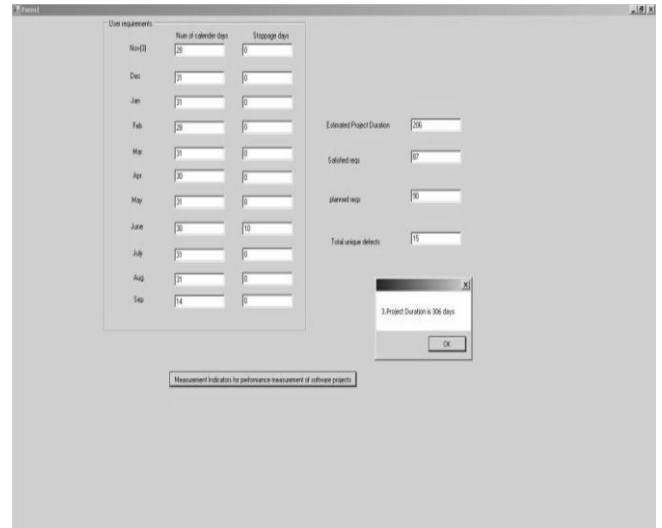 Form1
User requirements
Num of calender days Stoppage days
Nov(3) 28 0
Dec 31 0
Jan 31 0
Feb 28 0
Estimated Project Duration 206
Mar 31 0
Satisfied reqs 87
Apr 30 0
May 31 0
planned reqs 90
June 30 10
Total unique defects 15
July 31 0
Aug 31 0
Sep 14 0
3.Project Duration is 306 days
OK
Measurement Indicators for performance measurement of software projects